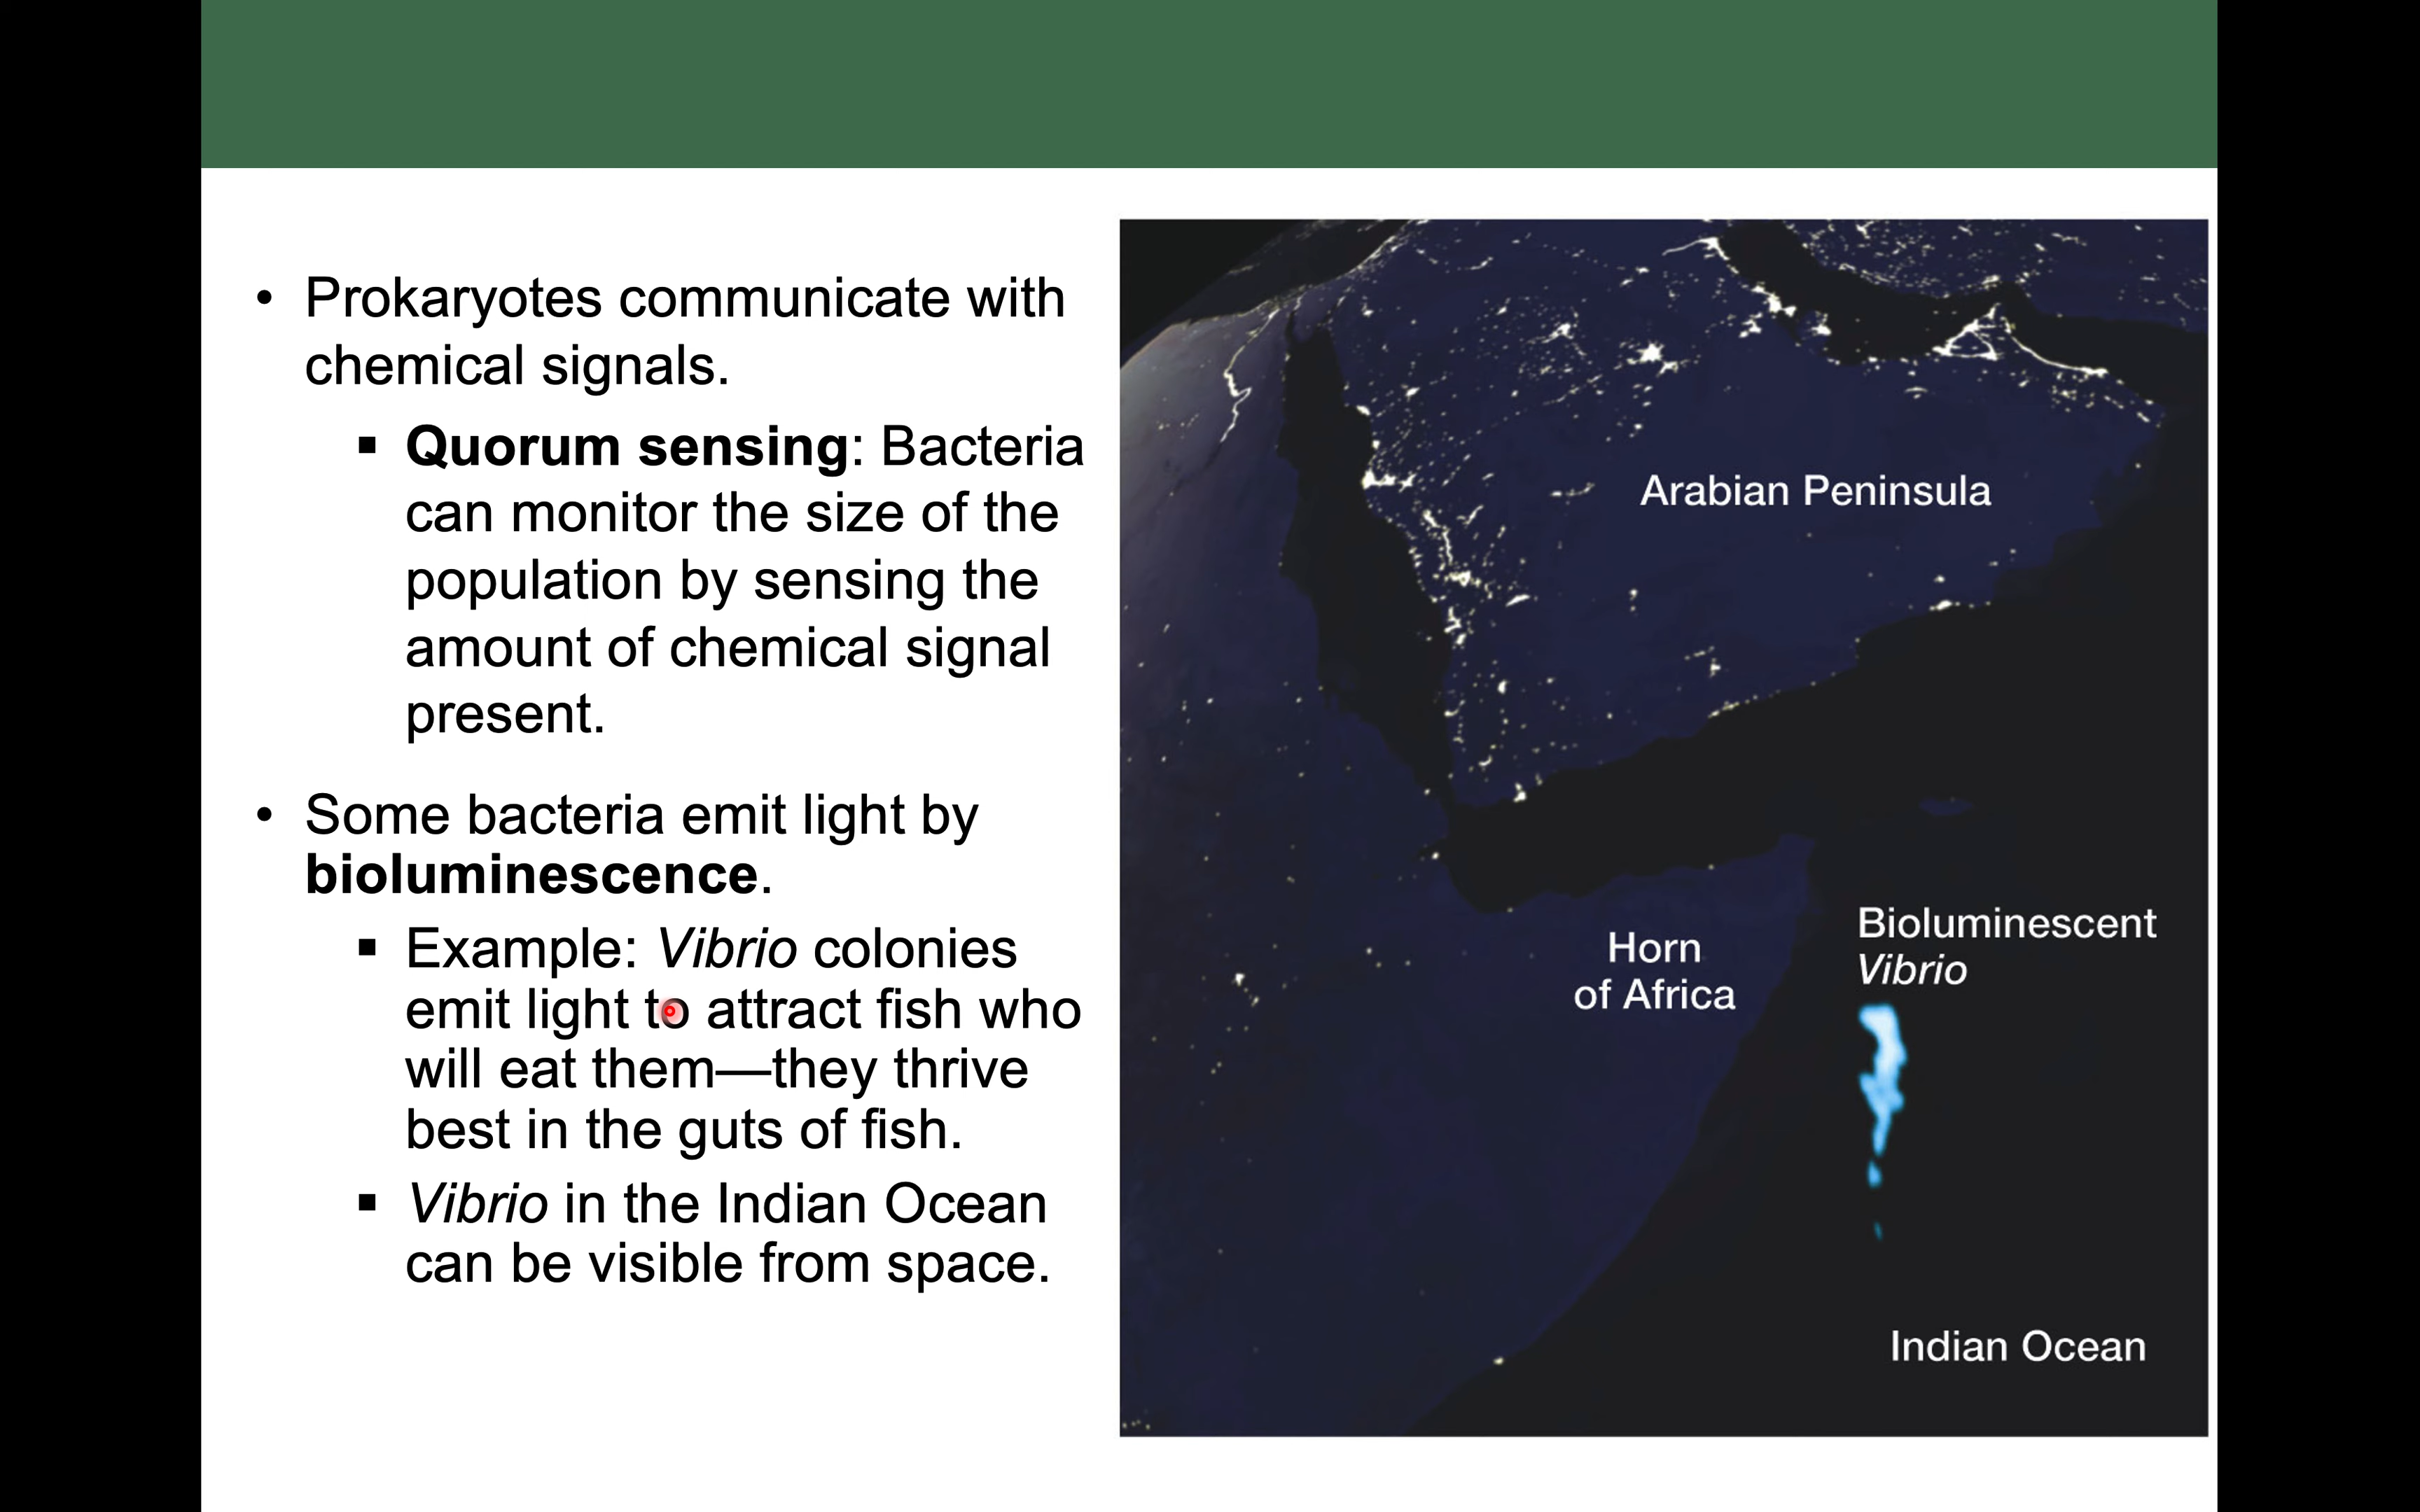 • Prokaryotes communicate with
chemical signals.
▪ Quorum sensing: Bacteria
can monitor the size of the
population by sensing the
amount of chemical signal
present.
• Some bacteria emit light by
bioluminescence.
▪ Example: Vibrio colonies
emit light to attract fish who
will eat them—they thrive
best in the guts of fish.
▪ Vibrio in the Indian Ocean
can be visible from space.
Arabian Peninsula
Horn
of Africa
Bioluminescent
Vibrio
Indian Ocean